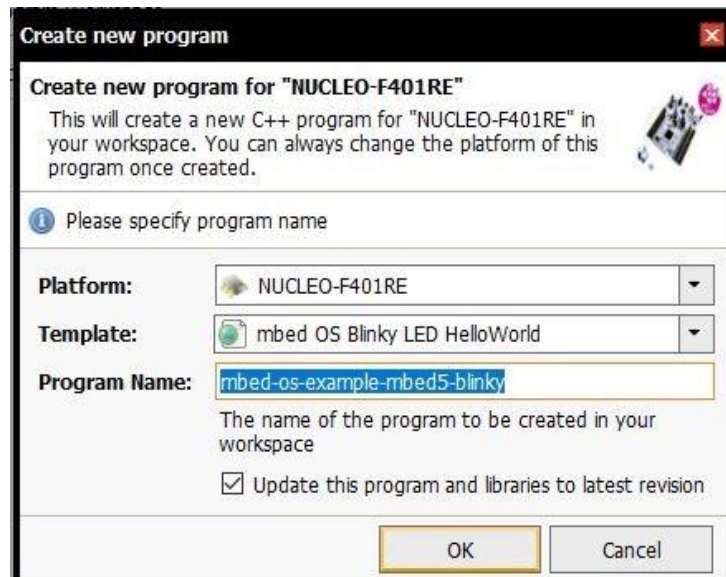 Create new program
Create new program for "NUCLEO-F401RE"
This will create a new C++ program for "NUCLEO-F401RE" in
your workspace. You can always change the platform of this
program once created.
Please specify program name
Platform: NUCLEO-F401RE
Template: mbed OS Blinky LED HelloWorld
Program Name: mbed-os-example-mbed5-blinky
The name of the program to be created in your
workspace
Update this program and libraries to latest revision
OK Cancel